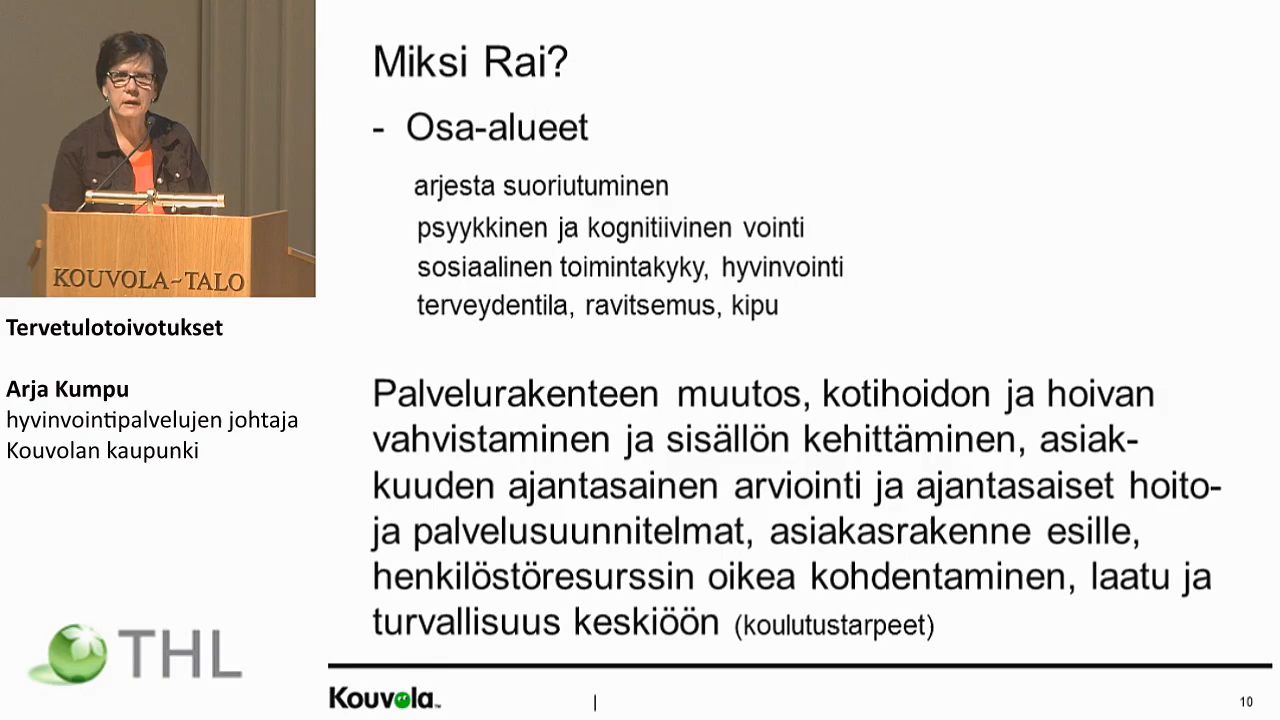 KOUVOLA-TALO
Tervetulotoivotukset
Arja Kumpu
hyvinvointipalvelujen johtaja
Kouvolan kaupunki
THL
Miksi Rai?
- Osa-alueet
arjesta suoriutuminen
psyykkinen ja kognitiivinen vointi
sosiaalinen toimintakyky, hyvinvointi
terveydentila, ravitsemus, kipu
Palvelurakenteen muutos, kotihoidon ja hoivan
vahvistaminen ja sisällön kehittäminen, asiak-
kuuden ajantasainen arviointi ja ajantasaiset hoito-
ja palvelusuunnitelmat, asiakasrakenne esille,
henkilöstöresurssin oikea kohdentaminen, laatu ja
turvallisuus keskiöön (koulutustarpeet)
Kouvola™
|
10